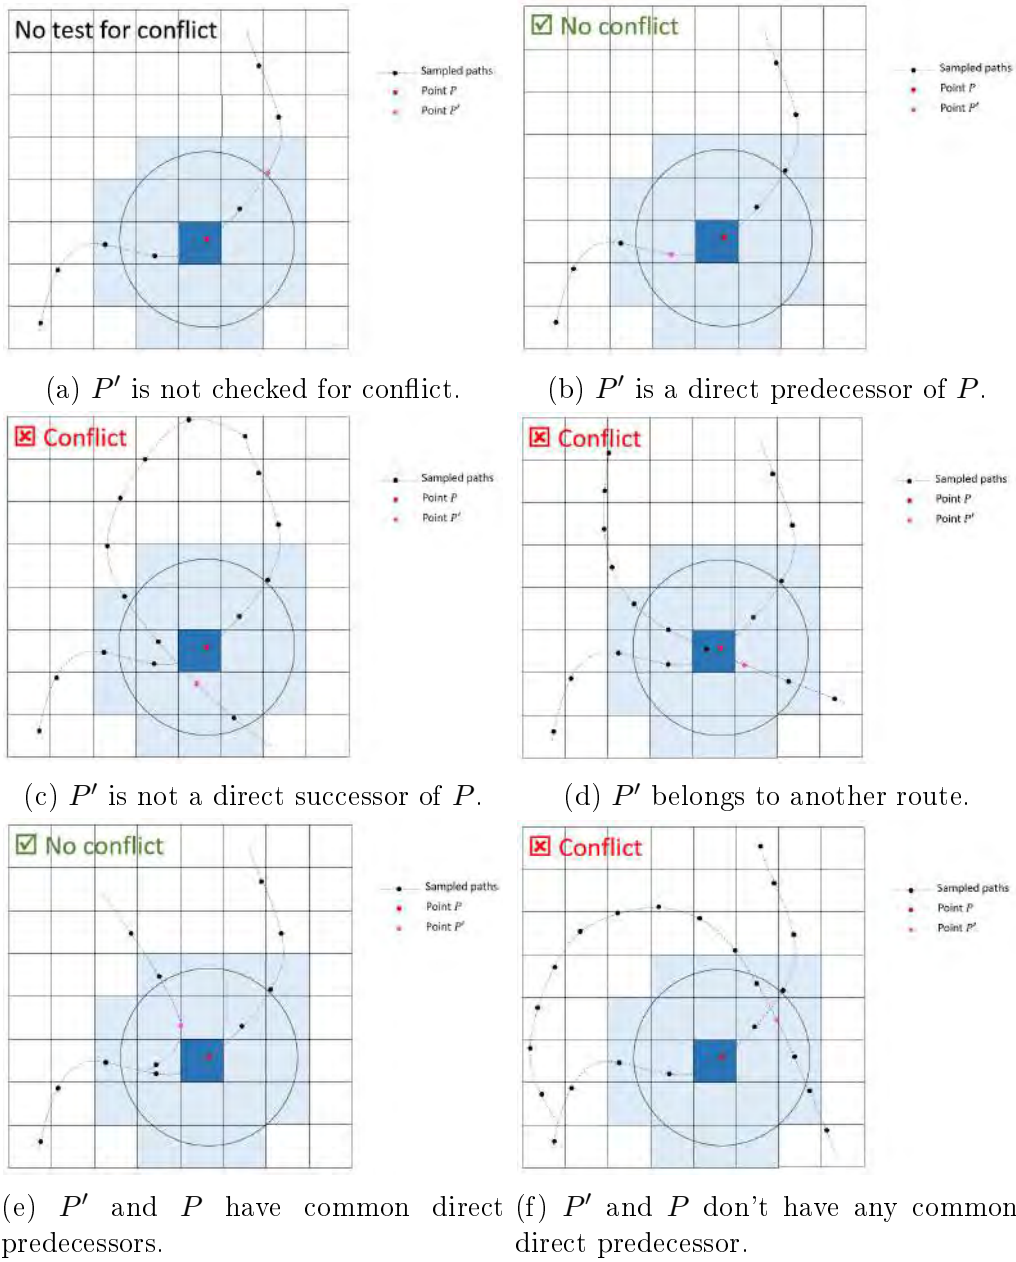 No test for conflict
Sampled paths
Point P
Point P'
☑ No conflict
Sampled paths
Point P
Point P'
(a) P′ is not checked for conflict.
(b) P′ is a direct predecessor of P.
☒ Conflict
Sampled paths
Point P
Point P'
☒ Conflict
Sampled paths
Point P
Point P'
(c) P′ is not a direct successor of P.
(d) P′ belongs to another route.
☑ No conflict
Sampled paths
Point P
Point P'
☒ Conflict
Sampled paths
Point P
Point P'
(e) P′ and P have common direct
predecessors.
(f) P′ and P don't have any common
direct predecessor.